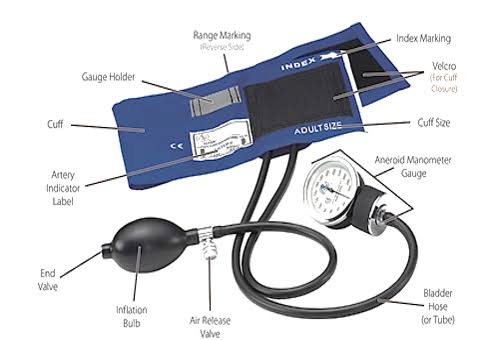 Range Marking
(Reverse Side)
Index Marking
Gauge Holder
INDEX
Velcro
(For Cuff
Closure)
Cuff
CE
ADULT SIZE
Cuff Size
Artery
Indicator
Label
Aneroid Manometer
Gauge
End
Valve
Inflation
Bulb
Air Release
Valve
Bladder
Hose
(or Tube)